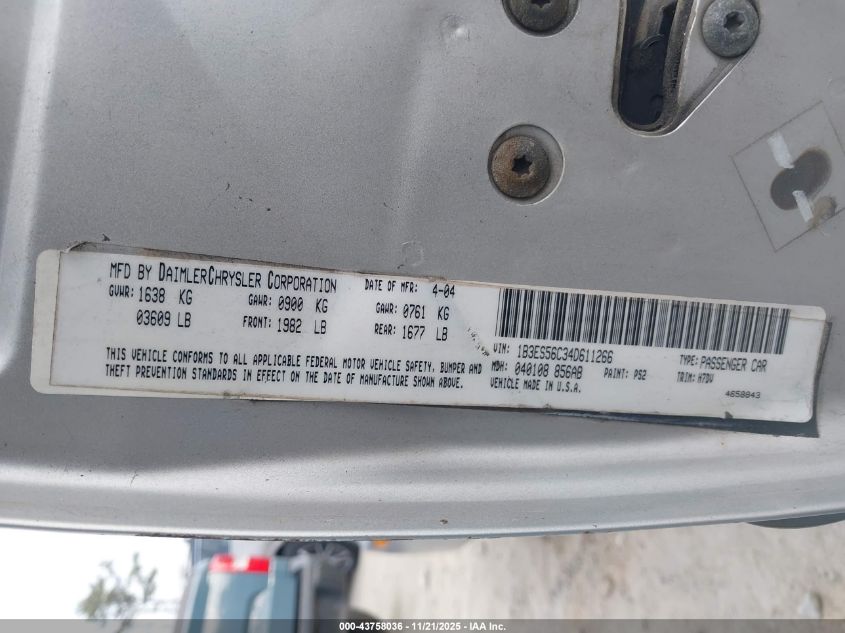 MFD BY DAIMLERCHRYSLER CORPORATION DATE OF MFR: 4-04
GVWR: 1638 KG GAWR: 0900 KG GAWR: 0761 KG
03609 LB FRONT: 1982 LB REAR: 1677 LB
THIS VEHICLE CONFORMS TO ALL APPLICABLE FEDERAL MOTOR VEHICLE SAFETY, BUMPER AND
THEFT PREVENTION STANDARDS IN EFFECT ON THE DATE OF MANUFACTURE SHOWN ABOVE.
VIN: 1B3ES56C34D611266 TYPE: PASSENGER CAR
MDH: 040108 856AB PAINT: PS2 TRIM: H7DV
VEHICLE MADE IN U.S.A.
4658843
000-43758036 - 11/21/2025 - IAA Inc.